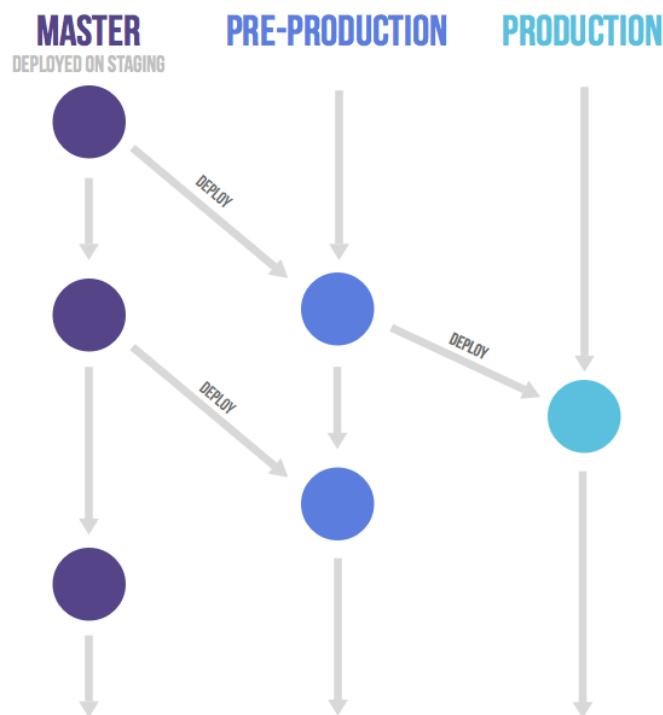 MASTER
DEPLOYED ON STAGING
PRE-PRODUCTION
PRODUCTION
DEPLOY
DEPLOY
DEPLOY